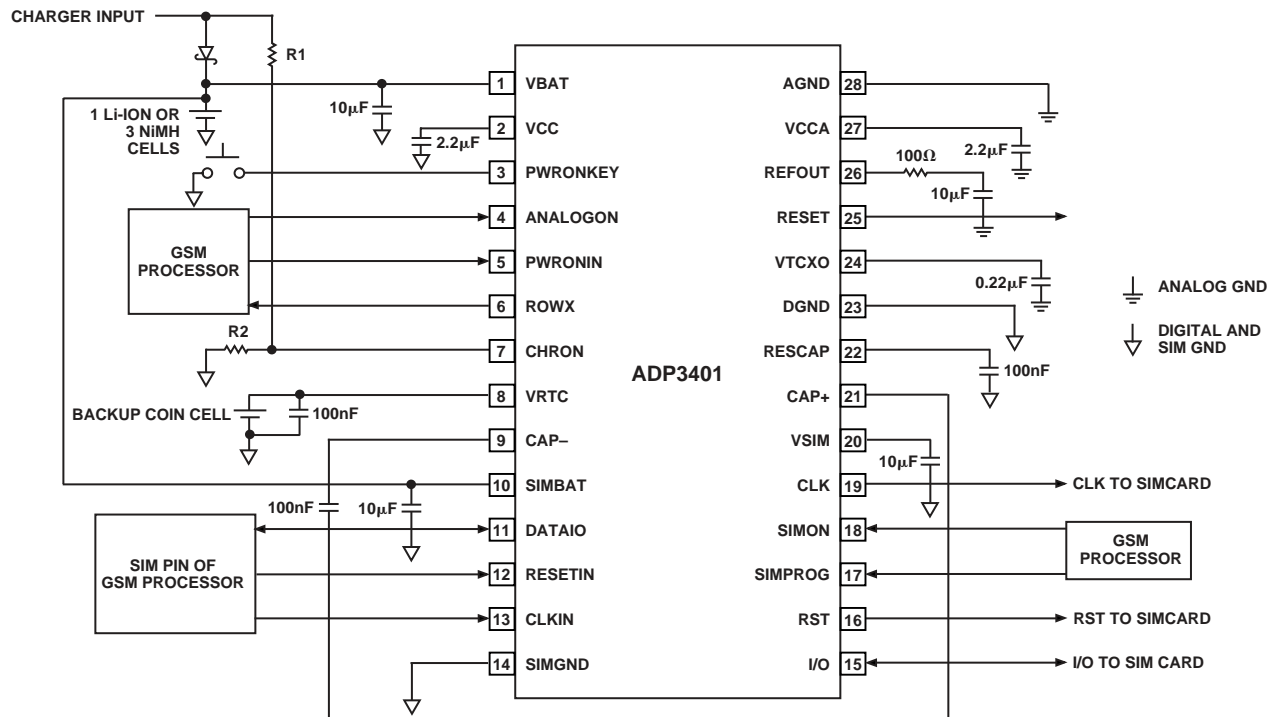 CHARGER INPUT
R1
1 Li-ION OR
3 NiMH
CELLS
10µF
2.2µF
GSM
PROCESSOR
R2
BACKUP COIN CELL
100nF
100nF
10µF
SIM PIN OF
GSM PROCESSOR
1 VBAT
2 VCC
3 PWRONKEY
4 ANALOGON
5 PWRONIN
6 ROWX
7 CHRON
8 VRTC
9 CAP–
10 SIMBAT
11 DATAIO
12 RESETIN
13 CLKIN
14 SIMGND
ADP3401
AGND 28
VCCA 27
REFOUT 26
RESET 25
VTCXO 24
DGND 23
RESCAP 22
CAP+ 21
VSIM 20
CLK 19
SIMON 18
SIMPROG 17
RST 16
I/O 15
2.2µF
100Ω
10µF
0.22µF
100nF
10µF
CLK TO SIMCARD
GSM
PROCESSOR
RST TO SIMCARD
I/O TO SIM CARD
ANALOG GND
DIGITAL AND
SIM GND